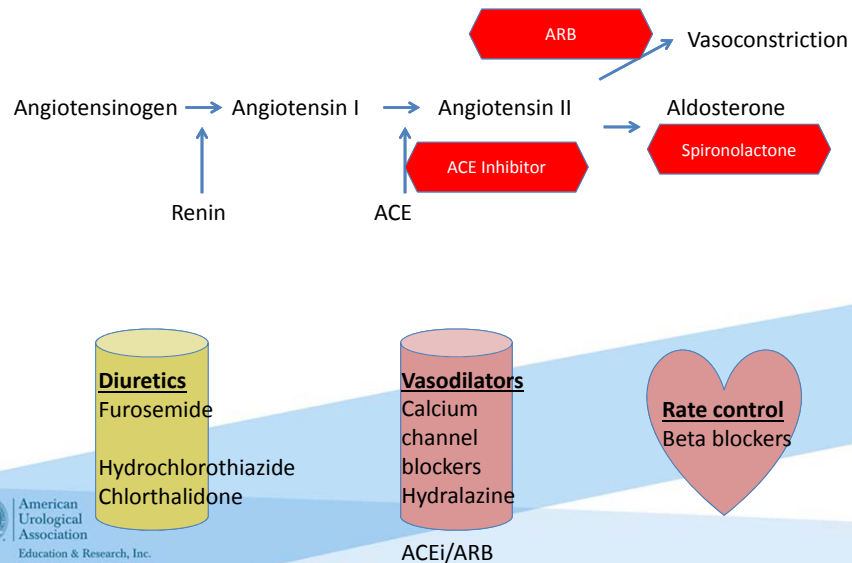 ARB
Vasoconstriction
Angiotensinogen
Angiotensin I
Angiotensin II
Aldosterone
ACE Inhibitor
Spironolactone
Renin
ACE
Diuretics
Furosemide
Hydrochlorothiazide
Chlorthalidone
Vasodilators
Calcium
channel
blockers
Hydralazine
ACEi/ARB
Rate control
Beta blockers
American
Urological
Association
Education & Research, Inc.